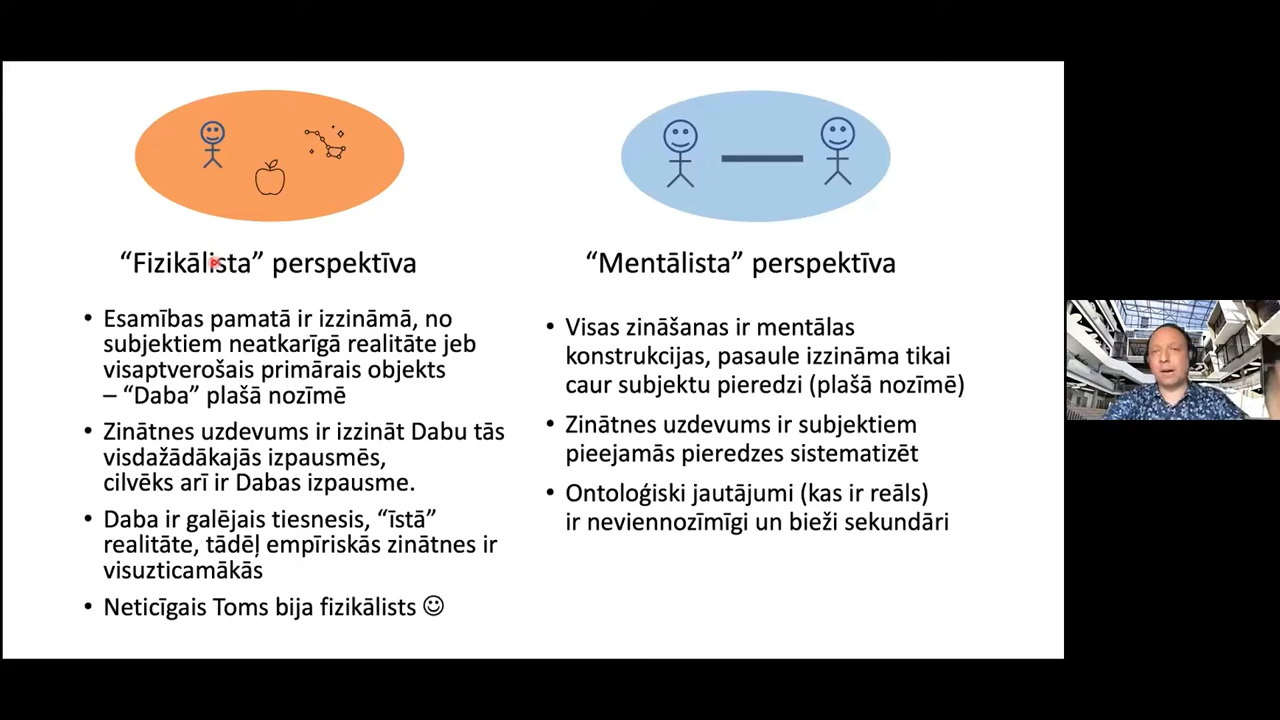 “Fizikālista” perspektīva
• Esamības pamatā ir izzināmā, no
subjektiem neatkarīgā realitāte jeb
visaptverošais primārais objekts
– “Daba” plašā nozīmē
• Zinātnes uzdevums ir izzināt Dabu tās
visdažādākajās izpausmēs,
cilvēks arī ir Dabas izpausme.
• Daba ir galējais tiesnesis, “īstā”
realitāte, tādēļ empīriskās zinātnes ir
visuzticamākās
• Neticīgais Toms bija fizikālists ☺
“Mentālista” perspektīva
• Visas zināšanas ir mentālas
konstrukcijas, pasaule izzināma tikai
caur subjektu pieredzi (plašā nozīmē)
• Zinātnes uzdevums ir subjektiem
pieejamās pieredzes sistematizēt
• Ontoloģiski jautājumi (kas ir reāls)
ir neviennozīmīgi un bieži sekundāri